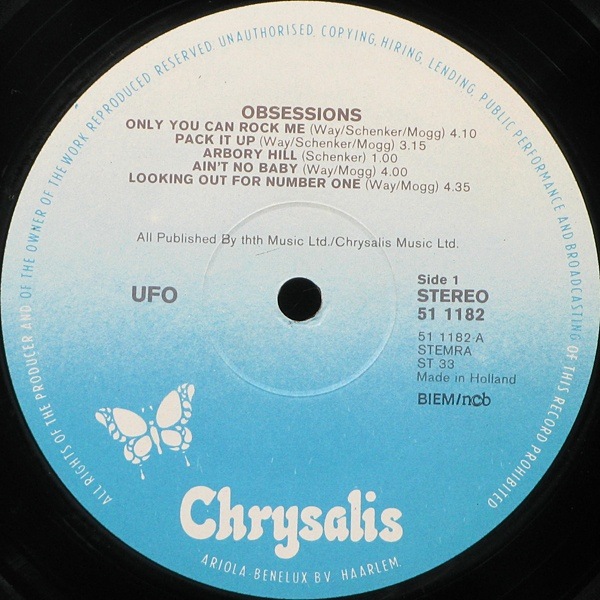 ALL RIGHTS OF THE PRODUCER AND OF THE OWNER OF THE WORK REPRODUCED RESERVED. UNAUTHORISED COPYING, HIRING, LENDING, PUBLIC PERFORMANCE AND BROADCASTING OF THIS RECORD PROHIBITED
OBSESSIONS
ONLY YOU CAN ROCK ME (Way/Schenker/Mogg) 4.10
PACK IT UP (Way/Schenker/Mogg) 3.15
ARBORY HILL (Schenker) 1.00
AIN'T NO BABY (Way/Mogg) 4.00
LOOKING OUT FOR NUMBER ONE (Way/Mogg) 4.35
All Published By thth Music Ltd./Chrysalis Music Ltd.
UFO
Side 1
STEREO
51 1182
51 1182 A
STEMRA
ST 33
Made in Holland
BIEM/ncb
Chrysalis
ARIOLA-BENELUX BV HAARLEM.